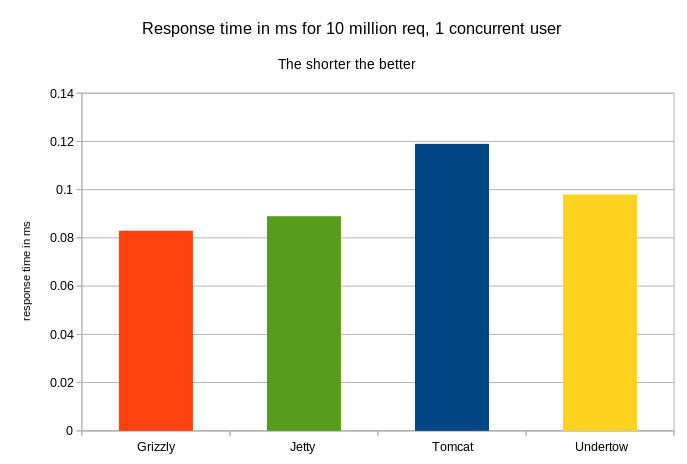 Response time in ms for 10 million req, 1 concurrent user
The shorter the better
0.14
0.12
0.1
0.08
0.06
0.04
0.02
0
response time in ms
Grizzly
Jetty
Tomcat
Undertow